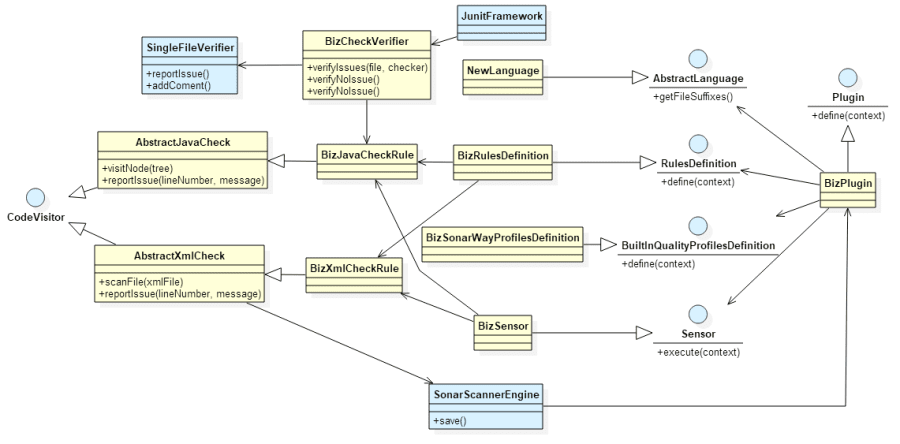 JunitFramework
SingleFileVerifier
+reportIssue()
+addComent()
BizCheckVerifier
+verifyIssues(file, checker)
+verifyNoIssue()
+verifyNoIssue()
NewLanguage
AbstractLanguage
+getFileSuffixes()
Plugin
+define(context)
AbstractJavaCheck
+visitNode(tree)
+reportIssue(lineNumber, message)
BizJavaCheckRule
BizRulesDefinition
RulesDefinition
+define(context)
BizPlugin
CodeVisitor
BizSonarWayProfilesDefinition
BuiltInQualityProfilesDefinition
+define(context)
AbstractXmlCheck
+scanFile(xmlFile)
+reportIssue(lineNumber, message)
BizXmlCheckRule
BizSensor
Sensor
+execute(context)
SonarScannerEngine
+save()